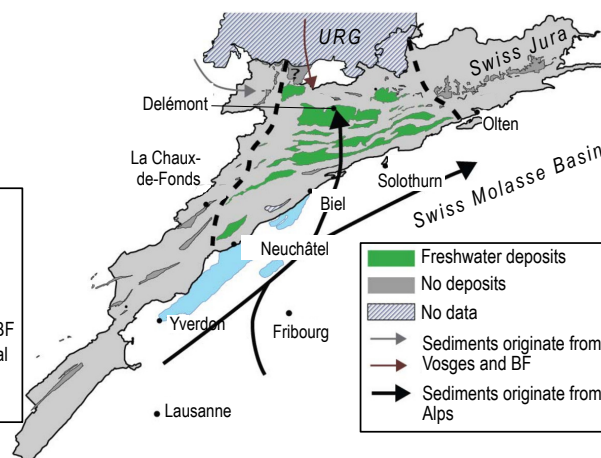 URG
Swiss Jura
?
Delémont
Olten
La Chaux-
de-Fonds
Solothurn
Swiss Molasse Basin
Biel
Neuchâtel
Freshwater deposits
No deposits
No data
Sediments originate from
Vosges and BF
Sediments originate from
Alps
BF
al
Yverdon
Fribourg
Lausanne